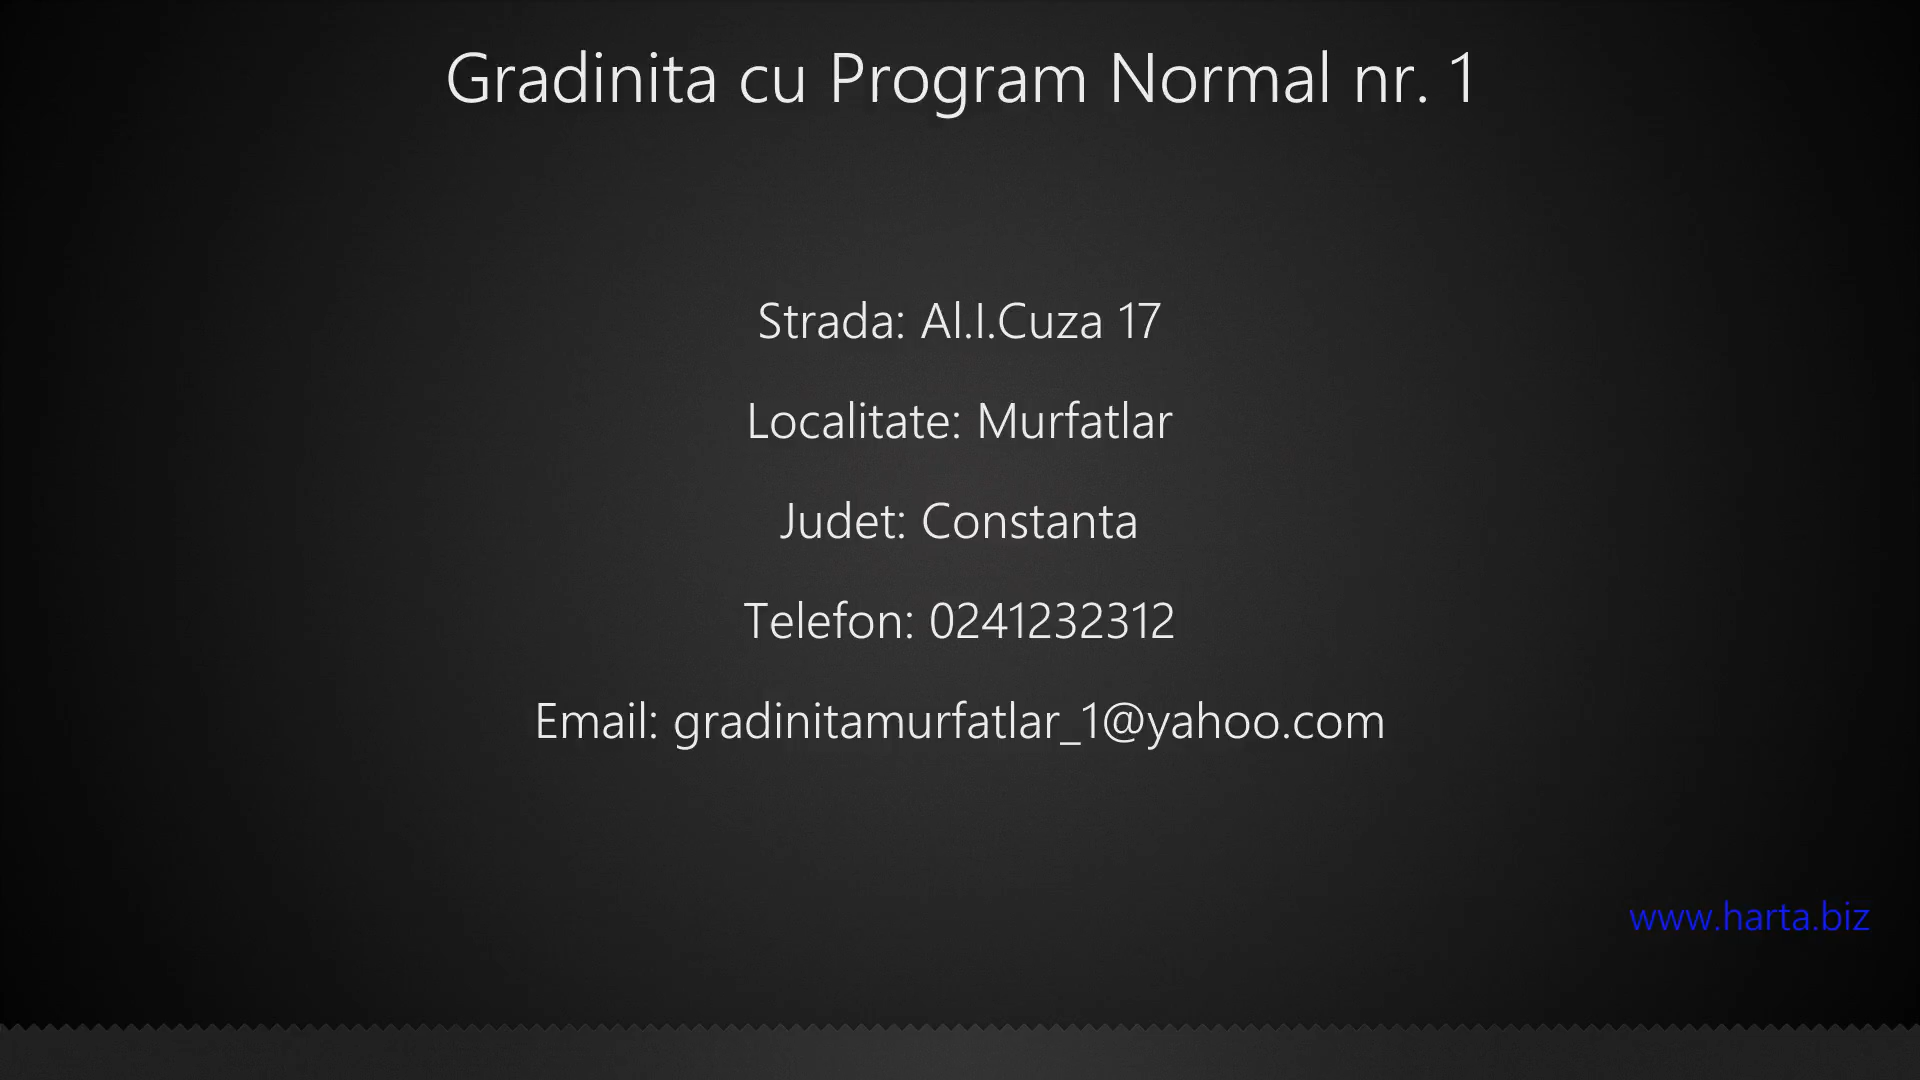 Gradinita cu Program Normal nr. 1
Strada: Al.I.Cuza 17
Localitate: Murfatlar
Judet: Constanta
Telefon: 0241232312
Email: gradinitamurfatlar_1@yahoo.com
www.harta.biz